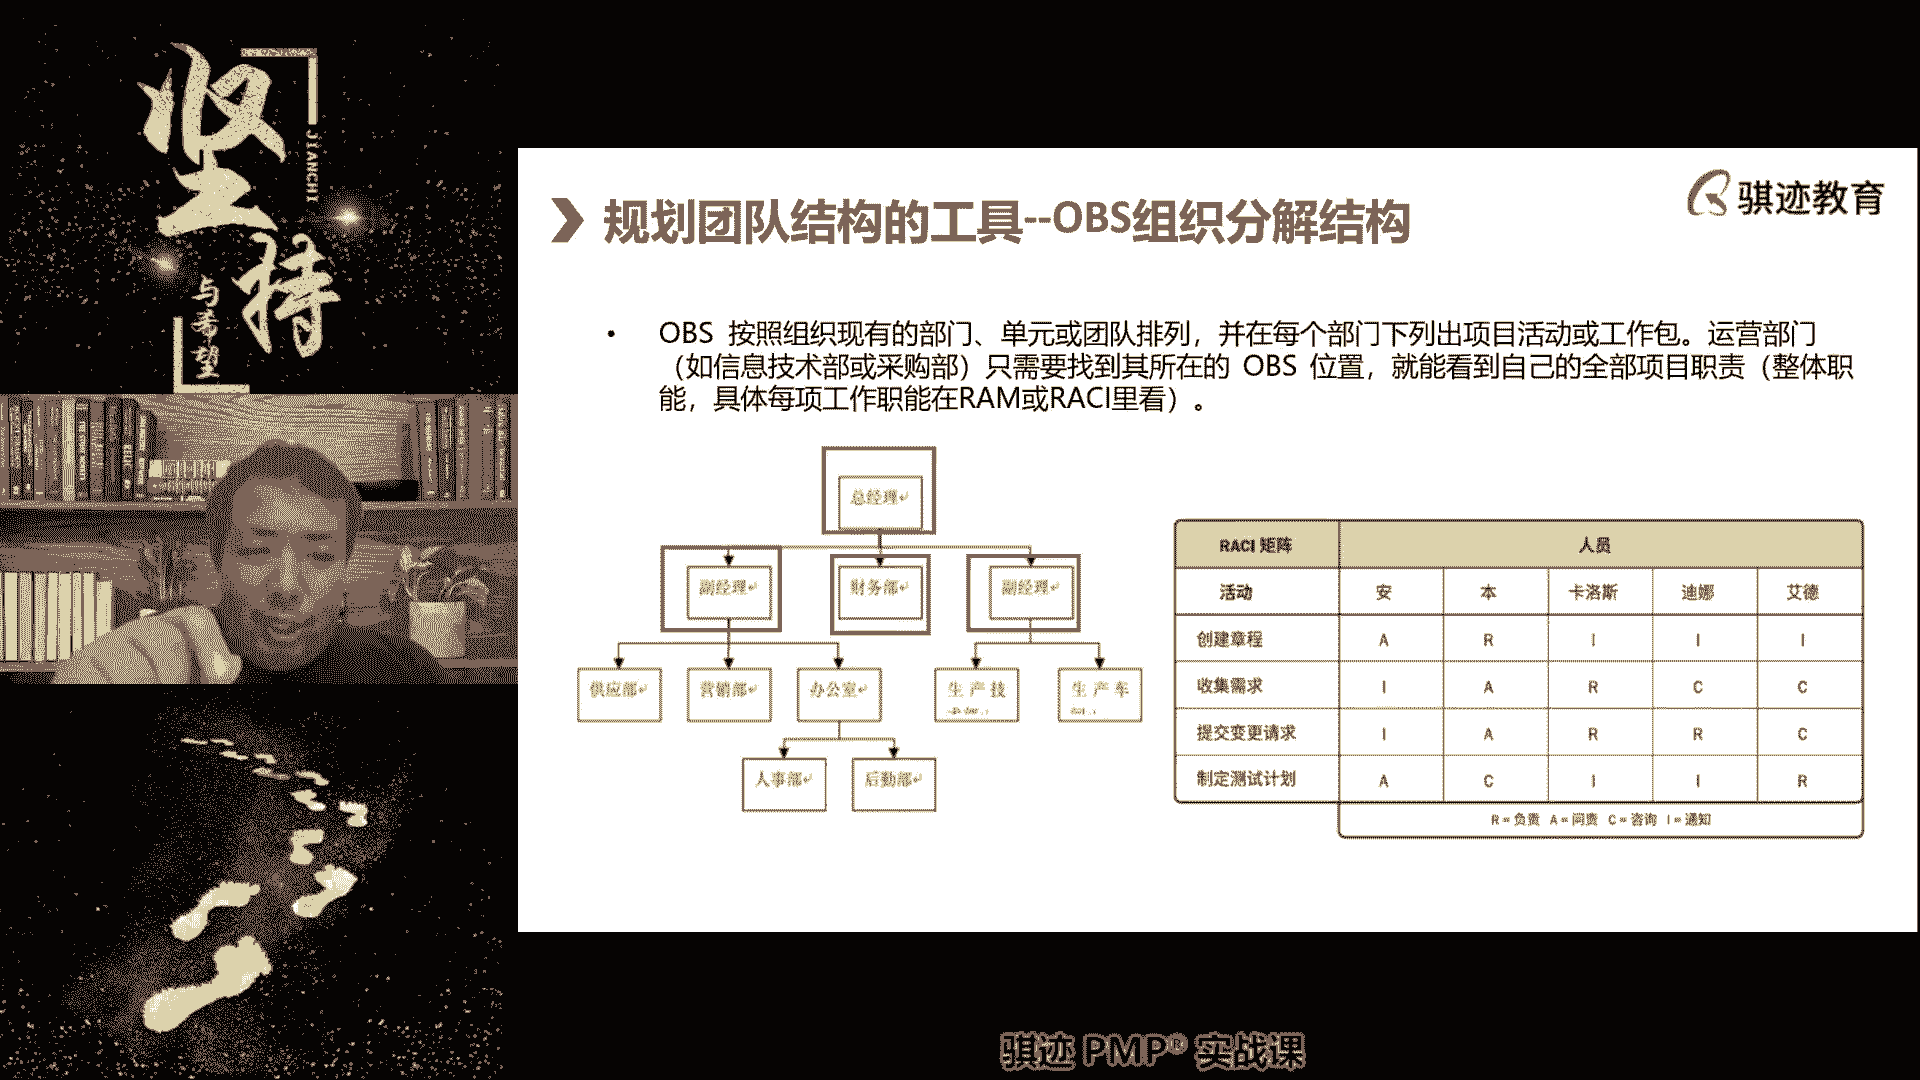 坚持
JIANCHI
与希望
骐迹教育
规划团队结构的工具--OBS组织分解结构
• OBS 按照组织现有的部门、单元或团队排列，并在每个部门下列出项目活动或工作包。运营部门
（如信息技术部或采购部）只需要找到其所在的 OBS 位置，就能看到自己的全部项目职责（整体职
能，具体每项工作职能在RAM或RACI里看）。
总经理
副经理 财务部 副经理
供应部 营销部 办公室 生产技 生产车
人事部 后勤部
RACI 矩阵 人员
活动 安 本 卡洛斯 迪娜 艾德
创建章程 A R I I I
收集需求 I A R C C
提交变更请求 I A R R C
制定测试计划 A C I I R
R = 负责 A = 问责 C = 咨询 I = 通知
骐迹 PMP® 实战课